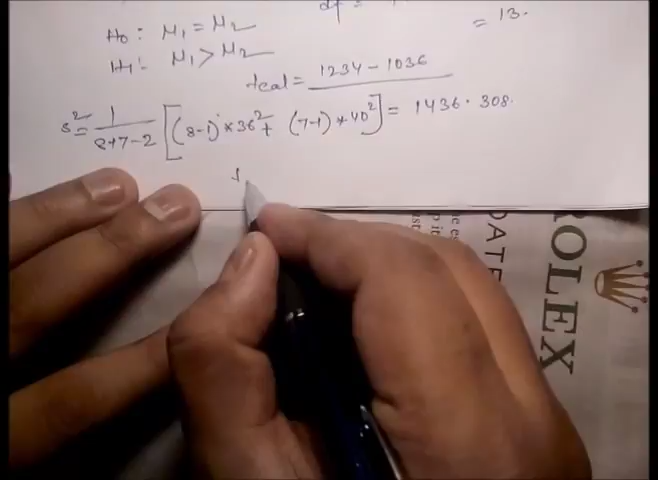 df =
= 13.
H₀ : μ₁ = μ₂
H₁ : μ₁ > μ₂
tcal = 1234 - 1036
s² = 1/(8+7-2) [(8-1) * 36² + (7-1) * 40²] = 1436.308.
DATE
ROLEX